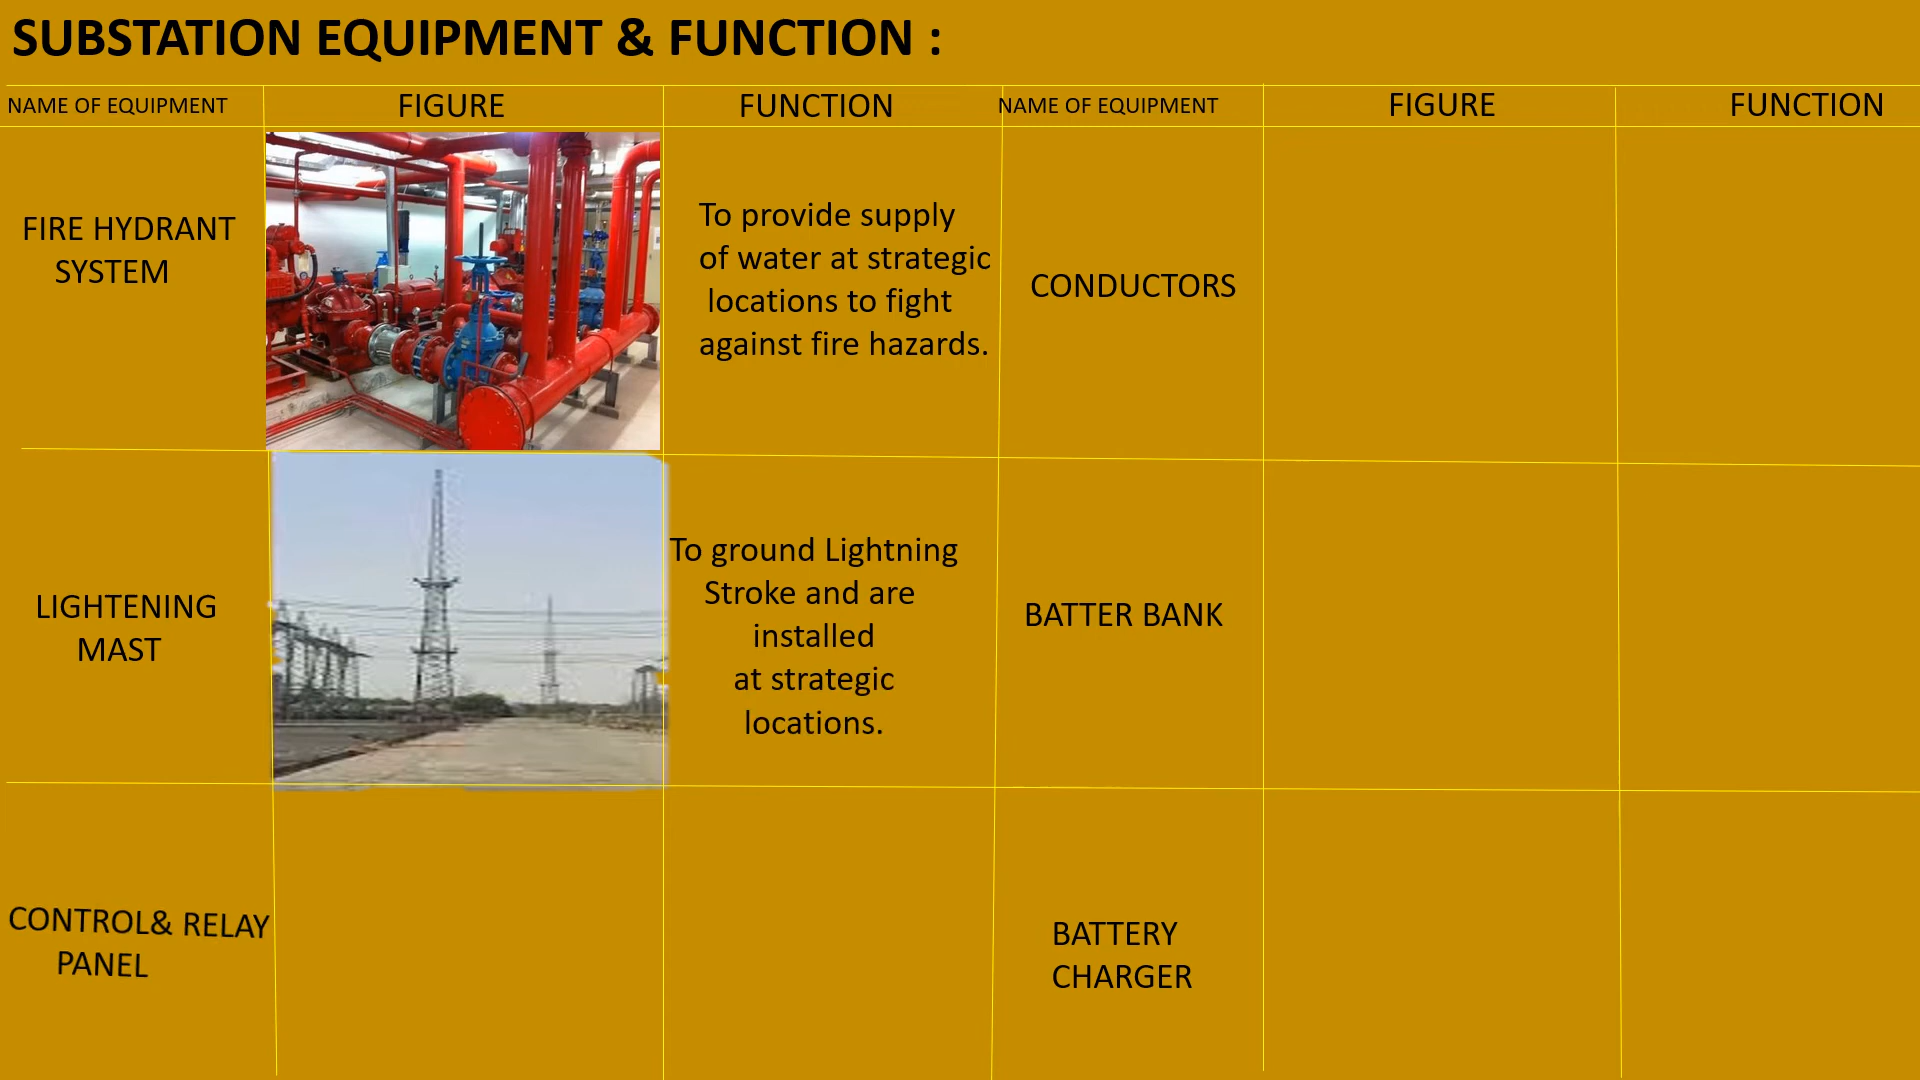 SUBSTATION EQUIPMENT & FUNCTION :
NAME OF EQUIPMENT
FIGURE
FUNCTION
NAME OF EQUIPMENT
FIGURE
FUNCTION
FIRE HYDRANT
SYSTEM
To provide supply
of water at strategic
locations to fight
against fire hazards.
CONDUCTORS
LIGHTENING
MAST
To ground Lightning
Stroke and are
installed
at strategic
locations.
BATTER BANK
CONTROL& RELAY
PANEL
BATTERY
CHARGER